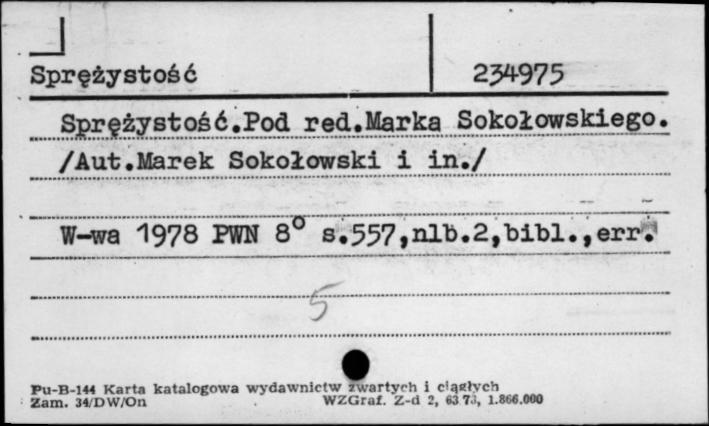 Sprężystość 234975
Sprężystość.Pod red.Marka Sokołowskiego.
/Aut.Marek Sokołowski i in./
W-wa 1978 PWN 8° s.557,nlb.2,bibl.,err.
5
Pu-B-144 Karta katalogowa wydawnictw zwartych i ciągłych
Zam. 34/DW/On WZGraf. Z-d 2, 63 73, 1.866.000